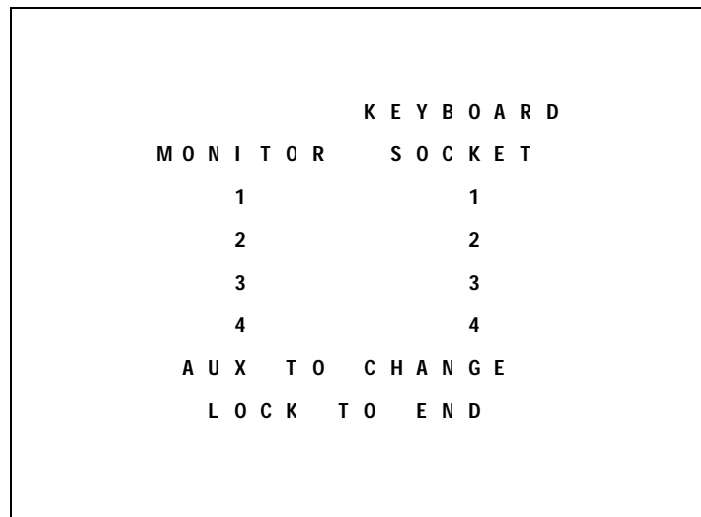 KEYBOARD
MONITOR SOCKET
1 1
2 2
3 3
4 4
AUX TO CHANGE
LOCK TO END